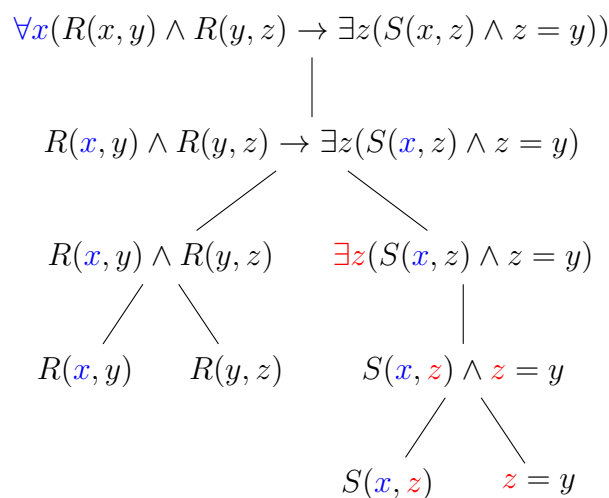 ∀x(R(x, y) ∧ R(y, z) → ∃z(S(x, z) ∧ z = y))
R(x, y) ∧ R(y, z) → ∃z(S(x, z) ∧ z = y)
R(x, y) ∧ R(y, z) ∃z(S(x, z) ∧ z = y)
R(x, y) R(y, z) S(x, z) ∧ z = y
S(x, z) z = y